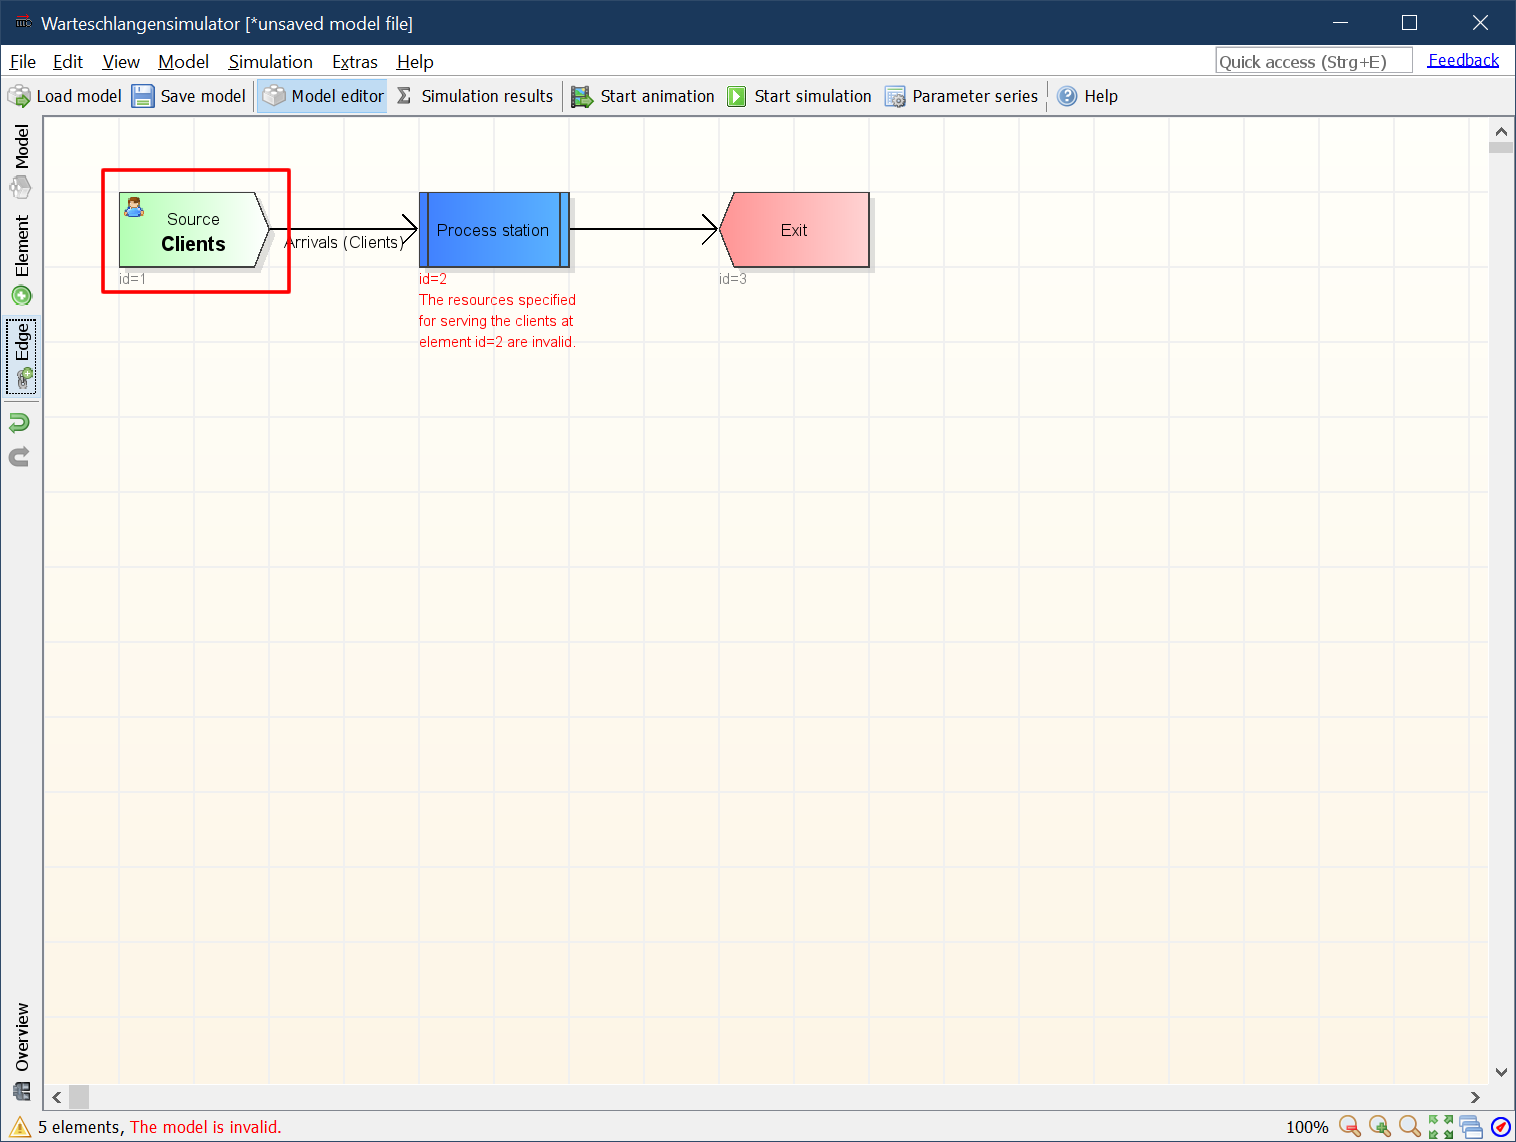 Warteschlangensimulator [*unsaved model file]
File Edit View Model Simulation Extras Help
Quick access (Strg+E) Feedback
Load model Save model Model editor Simulation results Start animation Start simulation Parameter series Help
Model
Element
Edge
Overview
Source
Clients
id=1
Arrivals (Clients)
Process station
id=2
The resources specified
for serving the clients at
element id=2 are invalid.
Exit
id=3
5 elements, The model is invalid.
100%